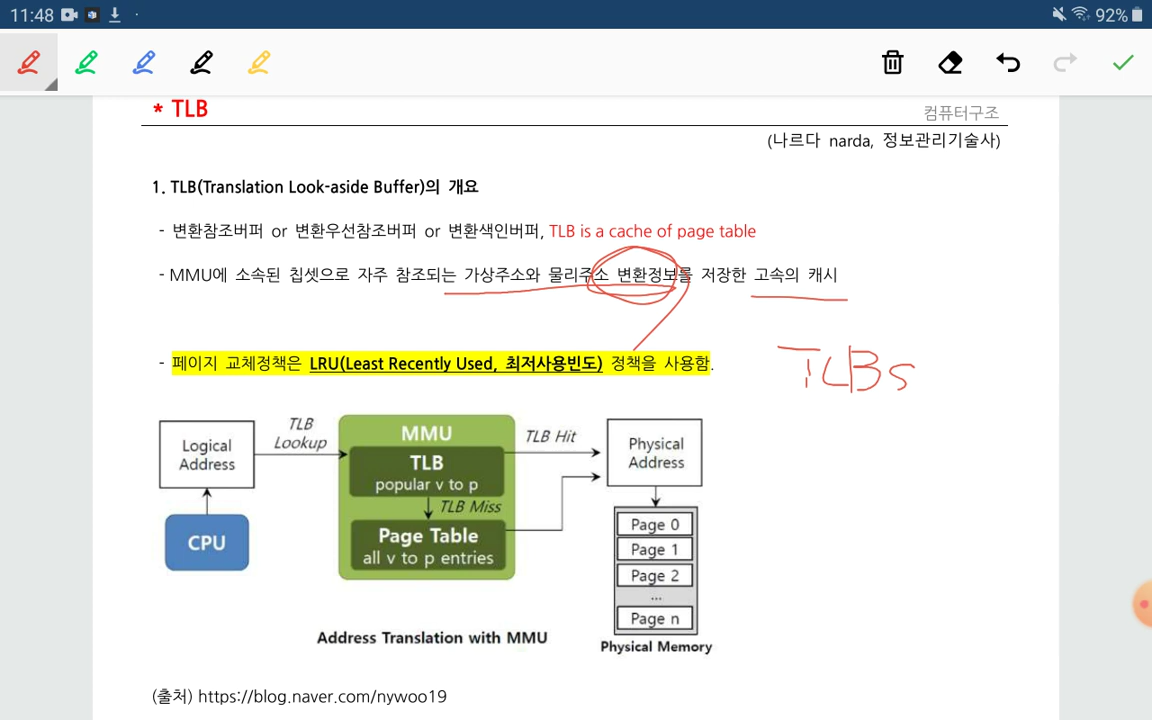 11:48
92%
* TLB
컴퓨터구조
(나르다 narda, 정보관리기술사)
1. TLB(Translation Look-aside Buffer)의 개요
- 변환참조버퍼 or 변환우선참조버퍼 or 변환색인버퍼, TLB is a cache of page table
- MMU에 소속된 칩셋으로 자주 참조되는 가상주소와 물리주소 변환정보를 저장한 고속의 캐시
- 페이지 교체정책은 LRU(Least Recently Used, 최저사용빈도) 정책을 사용함.
TLBs
Logical
Address
TLB
Lookup
CPU
MMU
TLB
popular v to p
TLB Miss
Page Table
all v to p entries
TLB Hit
Physical
Address
Page 0
Page 1
Page 2
...
Page n
Address Translation with MMU
Physical Memory
(출처) https://blog.naver.com/nywoo19